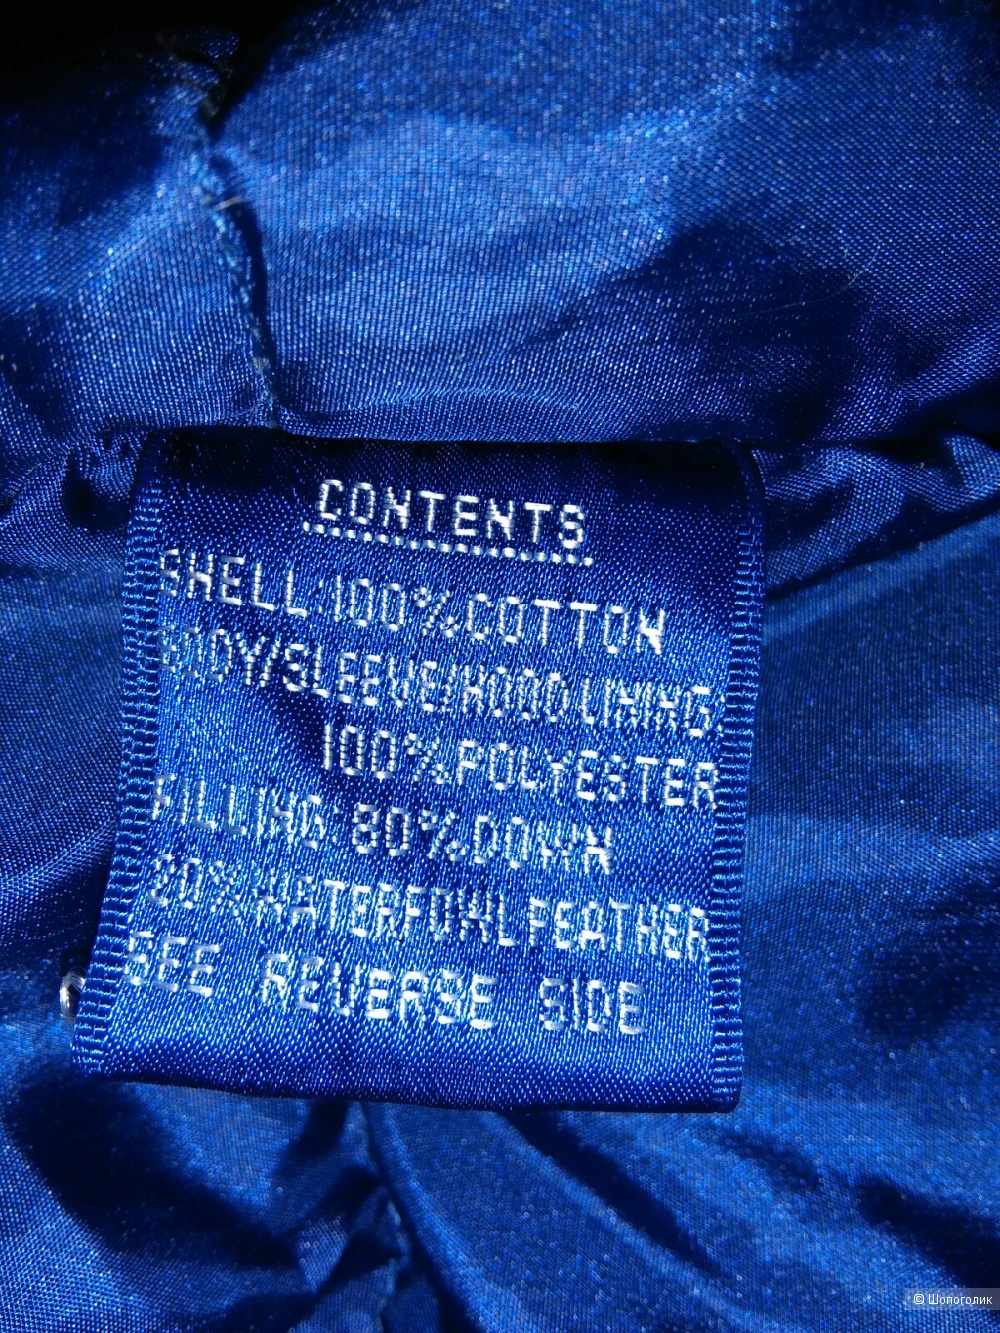 CONTENTS
SHELL:100%COTTON
BODY/SLEEVE/HOOD LINING:
100%POLYESTER
FILLING:80%DOWN
20%WATERFOWL FEATHER
SEE REVERSE SIDE
© Шопоголик